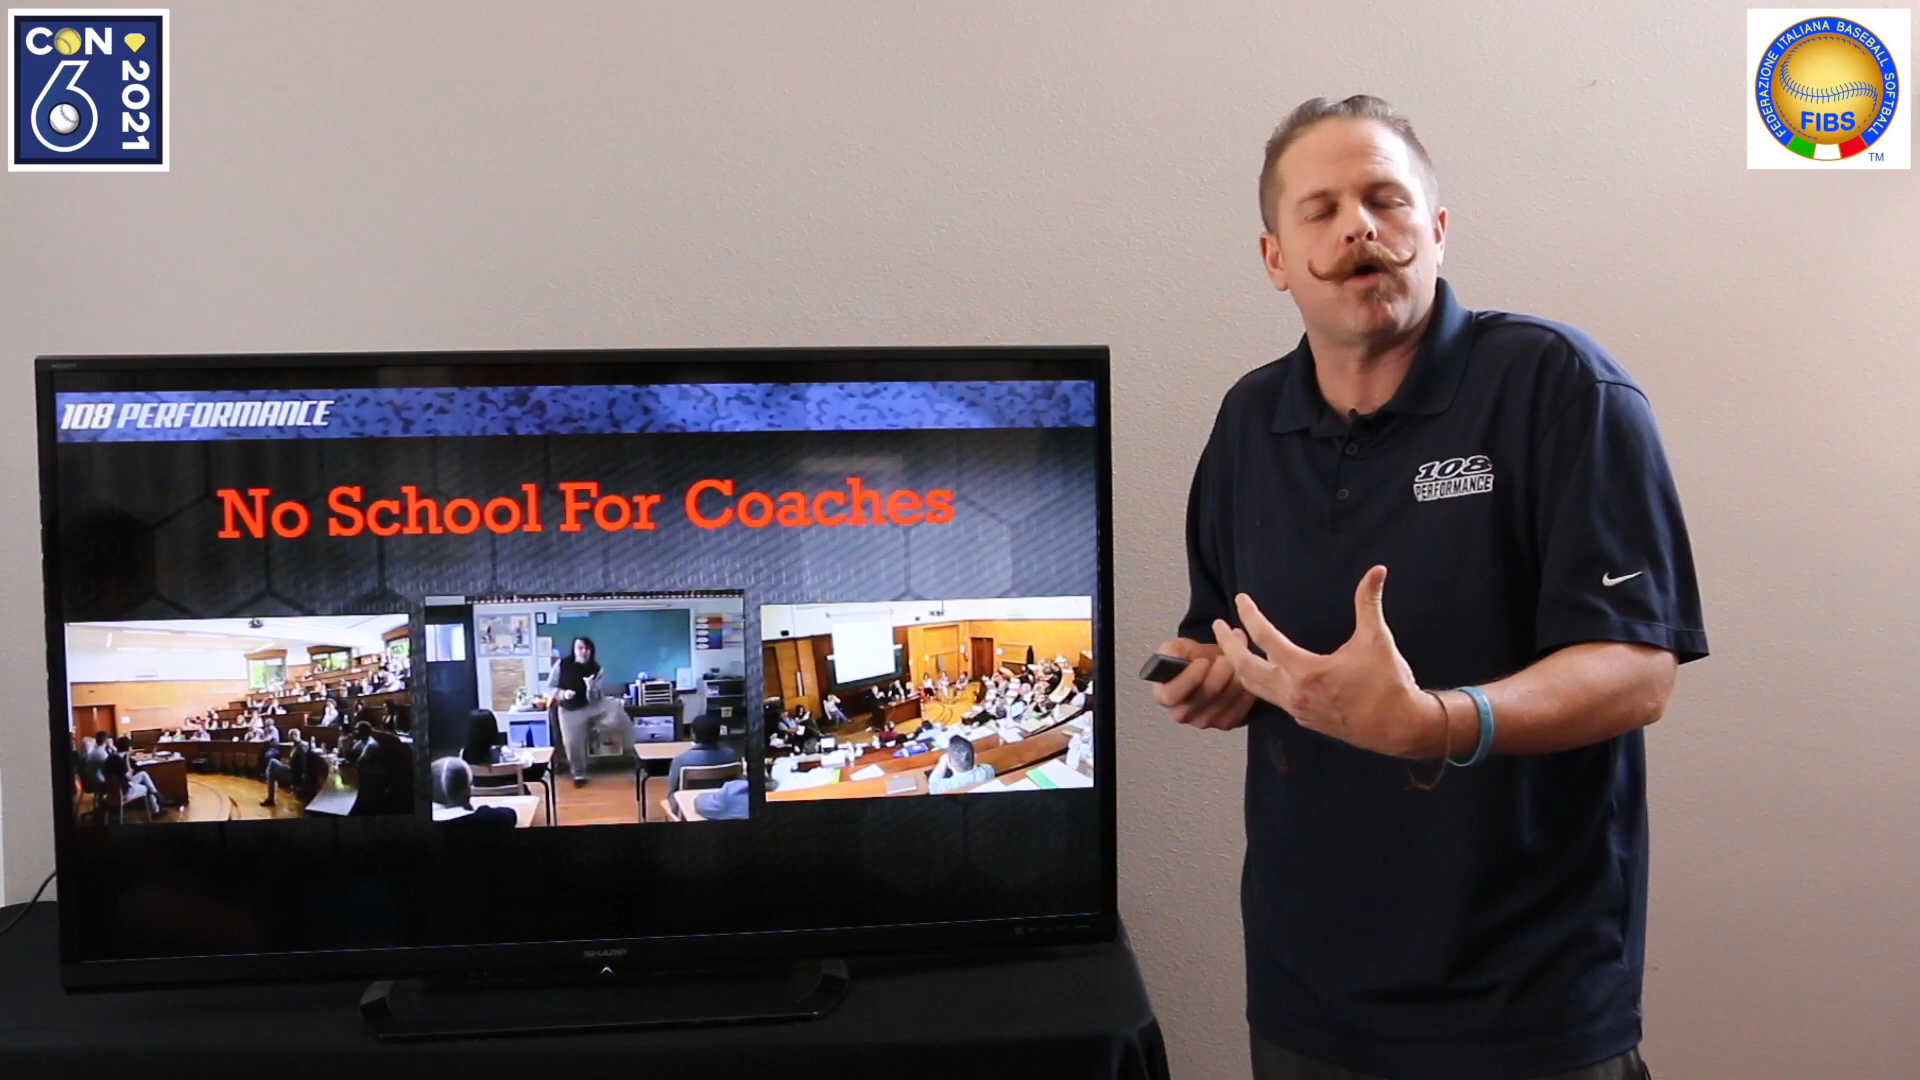 CON
6
2021
FEDERAZIONE ITALIANA BASEBALL SOFTBALL
FIBS
TM
108 PERFORMANCE
No School For Coaches
108
PERFORMANCE
SHARP